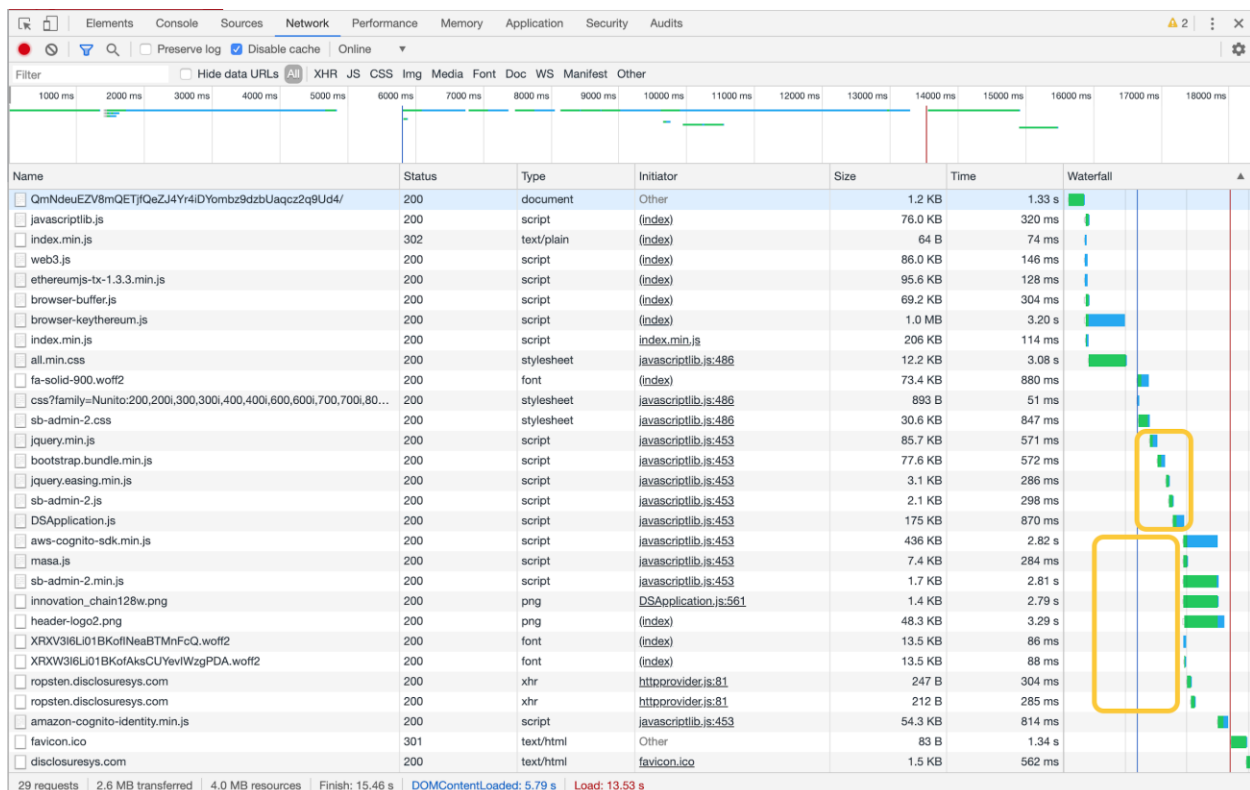 Elements Console Sources Network Performance Memory Application Security Audits 2
Preserve log Disable cache Online
Filter Hide data URLs All XHR JS CSS Img Media Font Doc WS Manifest Other
1000 ms 2000 ms 3000 ms 4000 ms 5000 ms 6000 ms 7000 ms 8000 ms 9000 ms 10000 ms 11000 ms 12000 ms 13000 ms 14000 ms 15000 ms 16000 ms 17000 ms 18000 ms
Name Status Type Initiator Size Time Waterfall
QmNdeuEZV8mQETjfQeZJ4Yr4iDYombz9dzbUaqcz2q9Ud4/ 200 document Other 1.2 KB 1.33 s
javascriptlib.js 200 script (index) 76.0 KB 320 ms
index.min.js 302 text/plain (index) 64 B 74 ms
web3.js 200 script (index) 86.0 KB 146 ms
ethereumjs-tx-1.3.3.min.js 200 script (index) 95.6 KB 128 ms
browser-buffer.js 200 script (index) 69.2 KB 304 ms
browser-keythereum.js 200 script (index) 1.0 MB 3.20 s
index.min.js 200 script index.min.js 206 KB 114 ms
all.min.css 200 stylesheet javascriptlib.js:486 12.2 KB 3.08 s
fa-solid-900.woff2 200 font (index) 73.4 KB 880 ms
css?family=Nunito:200,200i,300,300i,400,400i,600,600i,700,700i,80... 200 stylesheet javascriptlib.js:486 893 B 51 ms
sb-admin-2.css 200 stylesheet javascriptlib.js:486 30.6 KB 847 ms
jquery.min.js 200 script javascriptlib.js:453 85.7 KB 571 ms
bootstrap.bundle.min.js 200 script javascriptlib.js:453 77.6 KB 572 ms
jquery.easing.min.js 200 script javascriptlib.js:453 3.1 KB 286 ms
sb-admin-2.js 200 script javascriptlib.js:453 2.1 KB 298 ms
DSApplication.js 200 script javascriptlib.js:453 175 KB 870 ms
aws-cognito-sdk.min.js 200 script javascriptlib.js:453 436 KB 2.82 s
masa.js 200 script javascriptlib.js:453 7.4 KB 284 ms
sb-admin-2.min.js 200 script javascriptlib.js:453 1.7 KB 2.81 s
innovation_chain128w.png 200 png DSApplication.js:561 1.4 KB 2.79 s
header-logo2.png 200 png (index) 48.3 KB 3.29 s
XRXV3I6Li01BKofINeaBTMnFcQ.woff2 200 font (index) 13.5 KB 86 ms
XRXW3I6Li01BKofAksCUYevIWzgPDA.woff2 200 font (index) 13.5 KB 88 ms
ropsten.disclosuresys.com 200 xhr httpprovider.js:81 247 B 304 ms
ropsten.disclosuresys.com 200 xhr httpprovider.js:81 212 B 285 ms
amazon-cognito-identity.min.js 200 script javascriptlib.js:453 54.3 KB 814 ms
favicon.ico 301 text/html Other 83 B 1.34 s
disclosuresys.com 200 text/html favicon.ico 1.5 KB 562 ms
29 requests 2.6 MB transferred 4.0 MB resources Finish: 15.46 s DOMContentLoaded: 5.79 s Load: 13.53 s